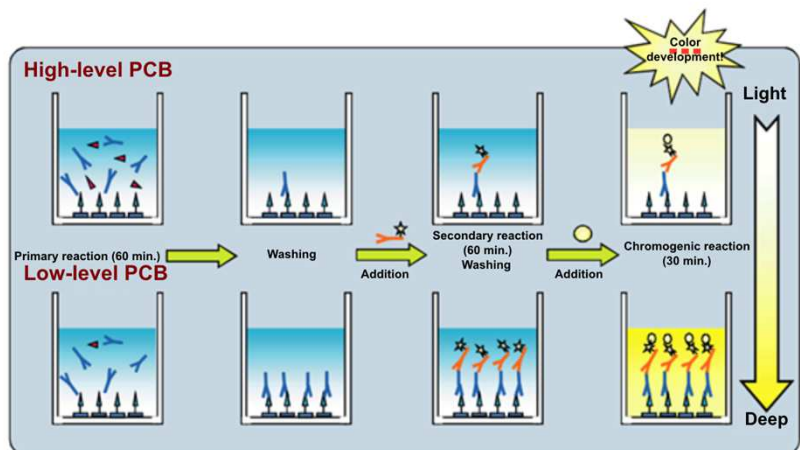 Color
development!
High-level PCB
Light
Primary reaction (60 min.)
Washing
Addition
Secondary reaction
(60 min.)
Washing
Addition
Chromogenic reaction
(30 min.)
Low-level PCB
Deep